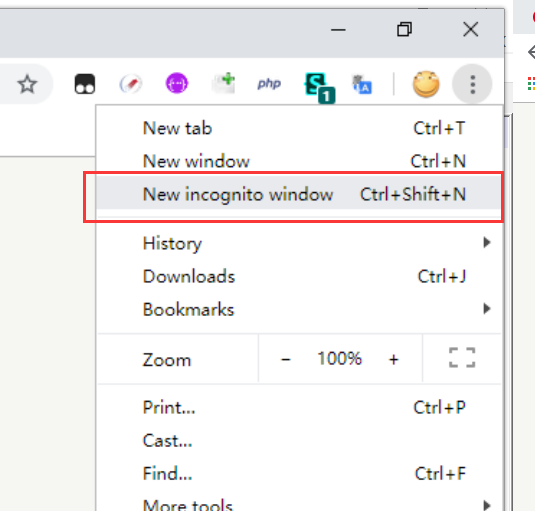 php
S
1
A
New tab Ctrl+T
New window Ctrl+N
New incognito window Ctrl+Shift+N
History
Downloads Ctrl+J
Bookmarks
Zoom - 100% +
Print... Ctrl+P
Cast...
Find... Ctrl+F
More tools